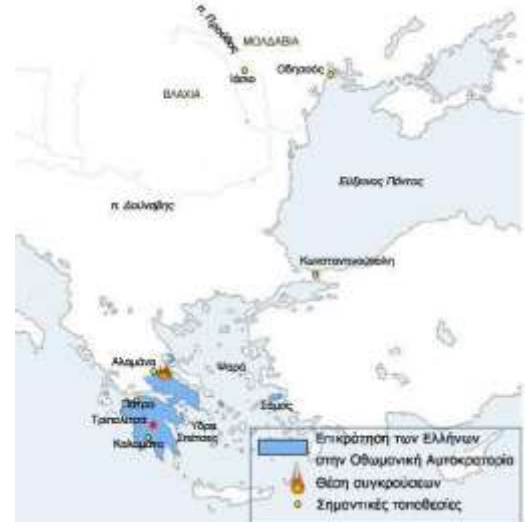 π. Προύθος
ΜΟΛΔΑΒΙΑ
Ιάσιο
Οδησσός
ΒΛΑΧΙΑ
Εύξεινος Πόντος
π. Δούναβης
Κωνσταντινούπολη
Αλαμάνα
Ψαρά
Πάτρα
Σάμος
Τριπολιτσά
Ύδρα
Σπέτσες
Καλαμάτα
Επικράτηση των Ελλήνων
στην Οθωμανική Αυτοκρατορία
Θέση συγκρούσεων
Σημαντικές τοποθεσίες